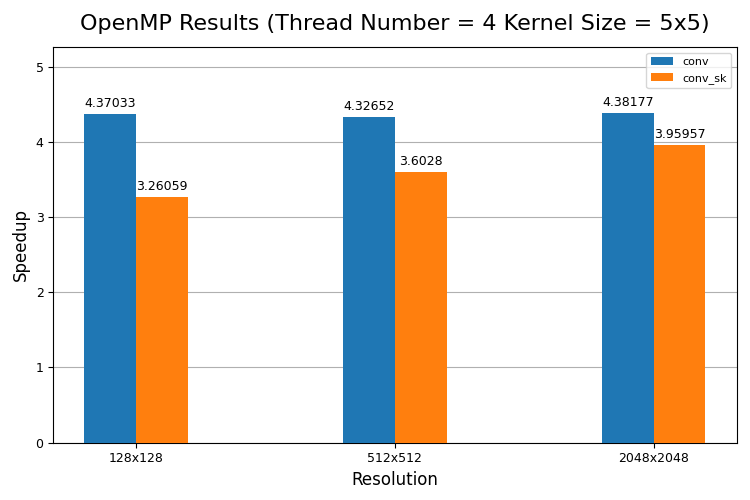 OpenMP Results (Thread Number = 4 Kernel Size = 5x5)
conv
conv_sk
5
4
3
2
1
0
Speedup
4.37033
3.26059
4.32652
3.6028
4.38177
3.95957
128x128
512x512
2048x2048
Resolution